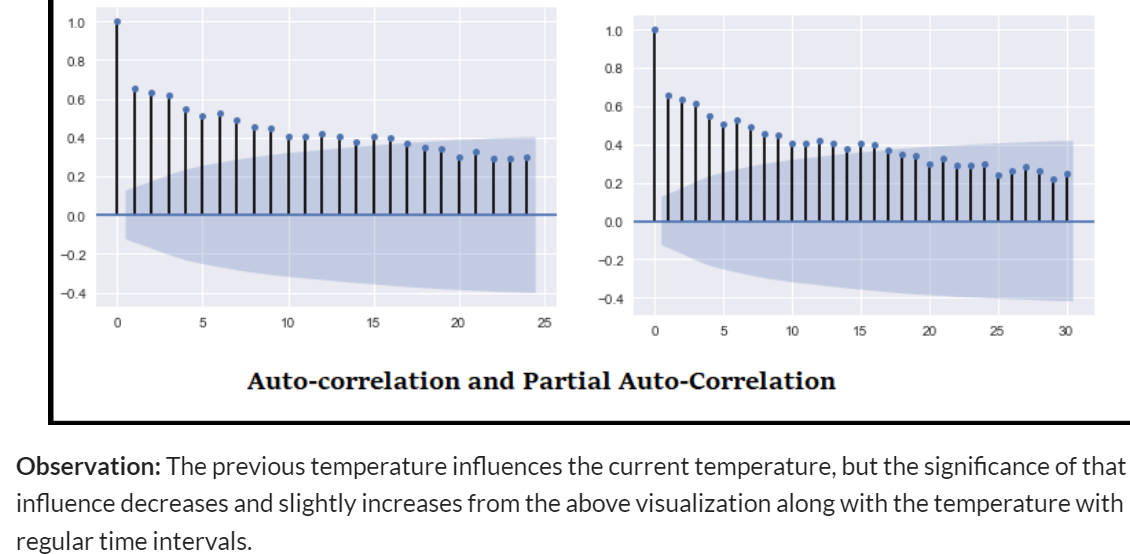 1.0
0.8
0.6
0.4
0.2
0.0
−0.2
−0.4
0 5 10 15 20 25
1.0
0.8
0.6
0.4
0.2
0.0
−0.2
−0.4
0 5 10 15 20 25 30
Auto-correlation and Partial Auto-Correlation
Observation: The previous temperature influences the current temperature, but the significance of that
influence decreases and slightly increases from the above visualization along with the temperature with
regular time intervals.